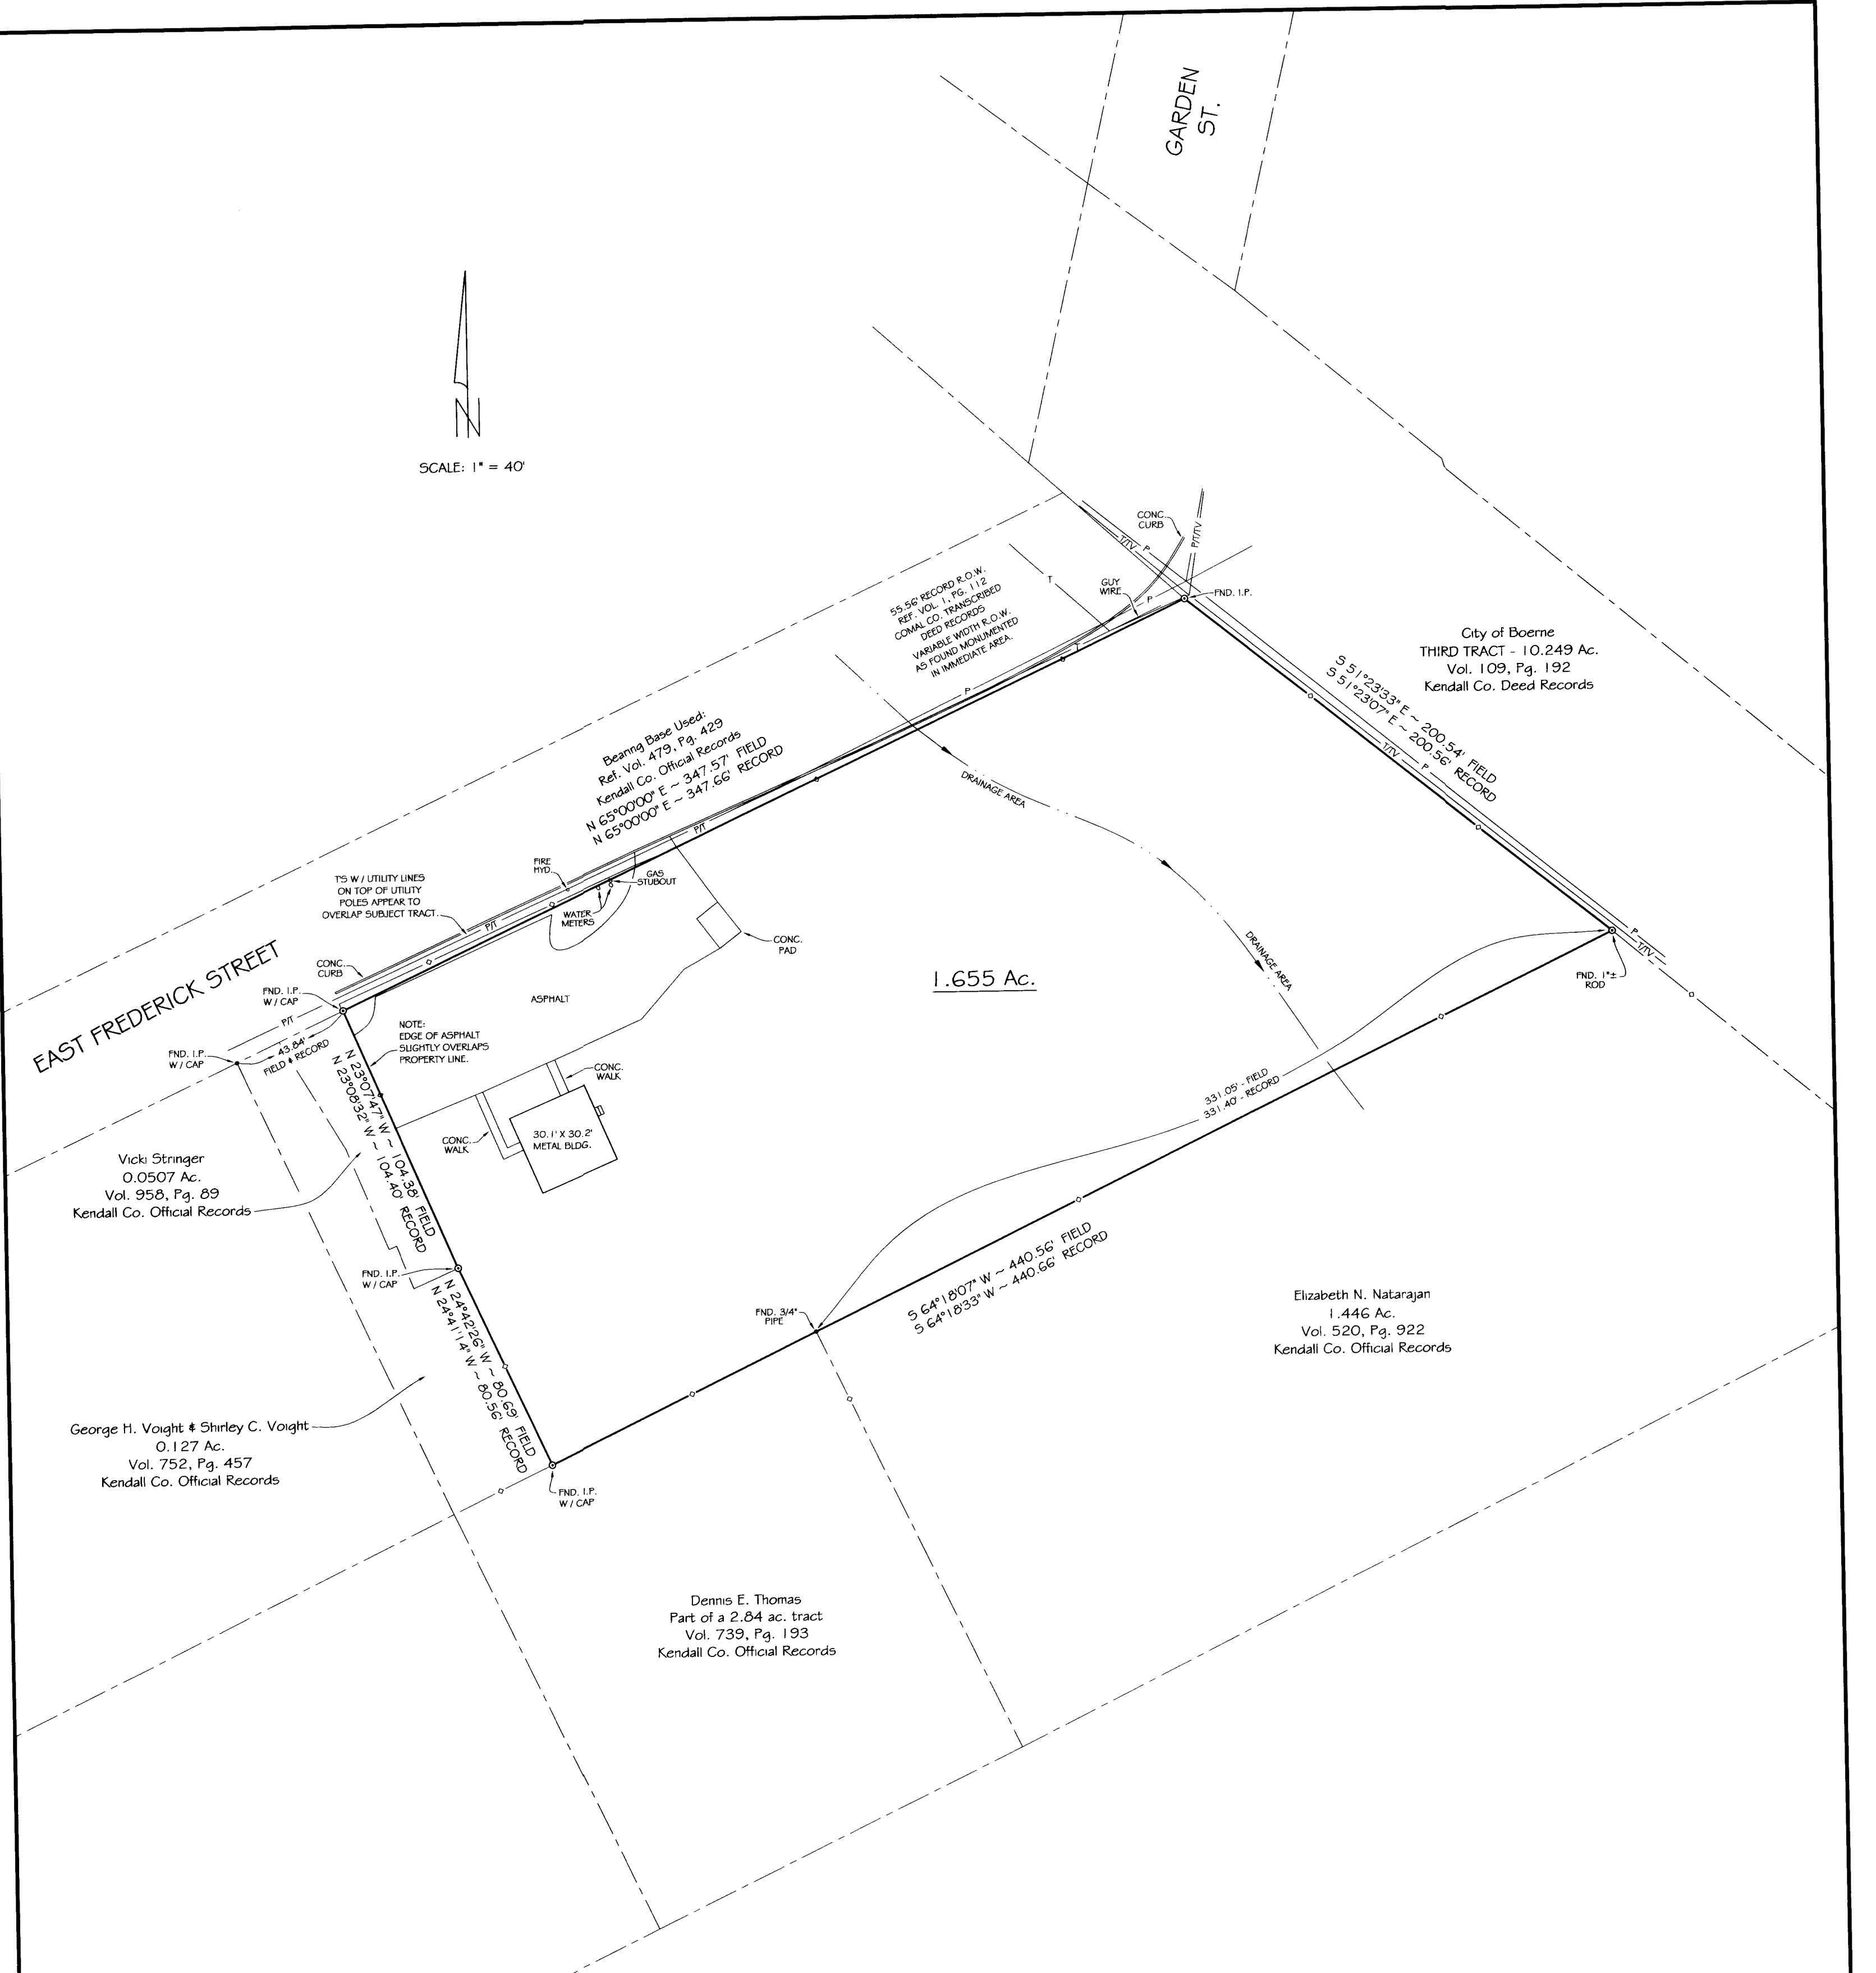 GARDEN
ST.
N
SCALE: 1" = 40'
CONC.
CURB
T/TV
P
P/T/TV
T
GUY
WIRE
P
FND. I.P.
55.56' RECORD R.O.W.
REF. VOL. 1, PG. 112
COMAL CO. TRANSCRIBED
DEED RECORDS
VARIABLE WIDTH R.O.W.
AS FOUND MONUMENTED
IN IMMEDIATE AREA.
T
P
City of Boerne
THIRD TRACT - 10.249 Ac.
Vol. 109, Pg. 192
Kendall Co. Deed Records
S 51°23'33" E ~ 200.54' FIELD
S 51°23'07" E ~ 200.56' RECORD
T/TV
P
Bearing Base Used:
Ref. Vol. 479, Pg. 429
Kendall Co. Official Records
N 65°00'00" E ~ 347.57' FIELD
N 65°00'00" E ~ 347.66' RECORD
P/T
DRAINAGE AREA
FIRE
HYD.
GAS
STUBOUT
WATER
METERS
T'S W / UTILITY LINES
ON TOP OF UTILITY
POLES APPEAR TO
OVERLAP SUBJECT TRACT.
P/T
CONC.
PAD
DRAINAGE AREA
P
T/TV
FND. 1"±
ROD
EAST FREDERICK STREET
CONC.
CURB
FND. I.P.
W / CAP
P/T
ASPHALT
1.655 Ac.
NOTE:
EDGE OF ASPHALT
SLIGHTLY OVERLAPS
PROPERTY LINE.
FND. I.P.
W / CAP
43.84'
FIELD & RECORD
N 23°07'47" W ~ 104.38' FIELD
N 23°08'32" W ~ 104.40' RECORD
CONC.
WALK
CONC.
WALK
30.1' X 30.2'
METAL BLDG.
331.05' - FIELD
331.40' - RECORD
Vicki Stringer
0.0507 Ac.
Vol. 958, Pg. 89
Kendall Co. Official Records
FND. I.P.
W / CAP
N 24°42'26" W ~ 80.69' FIELD
N 24°41'14" W ~ 80.56' RECORD
FND. 3/4"
PIPE
S 64°18'07" W ~ 440.56' FIELD
S 64°18'33" W ~ 440.66' RECORD
Elizabeth N. Natarajan
1.446 Ac.
Vol. 520, Pg. 922
Kendall Co. Official Records
George H. Voight & Shirley C. Voight
0.127 Ac.
Vol. 752, Pg. 457
Kendall Co. Official Records
FND. I.P.
W / CAP
Dennis E. Thomas
Part of a 2.84 ac. tract
Vol. 739, Pg. 193
Kendall Co. Official Records